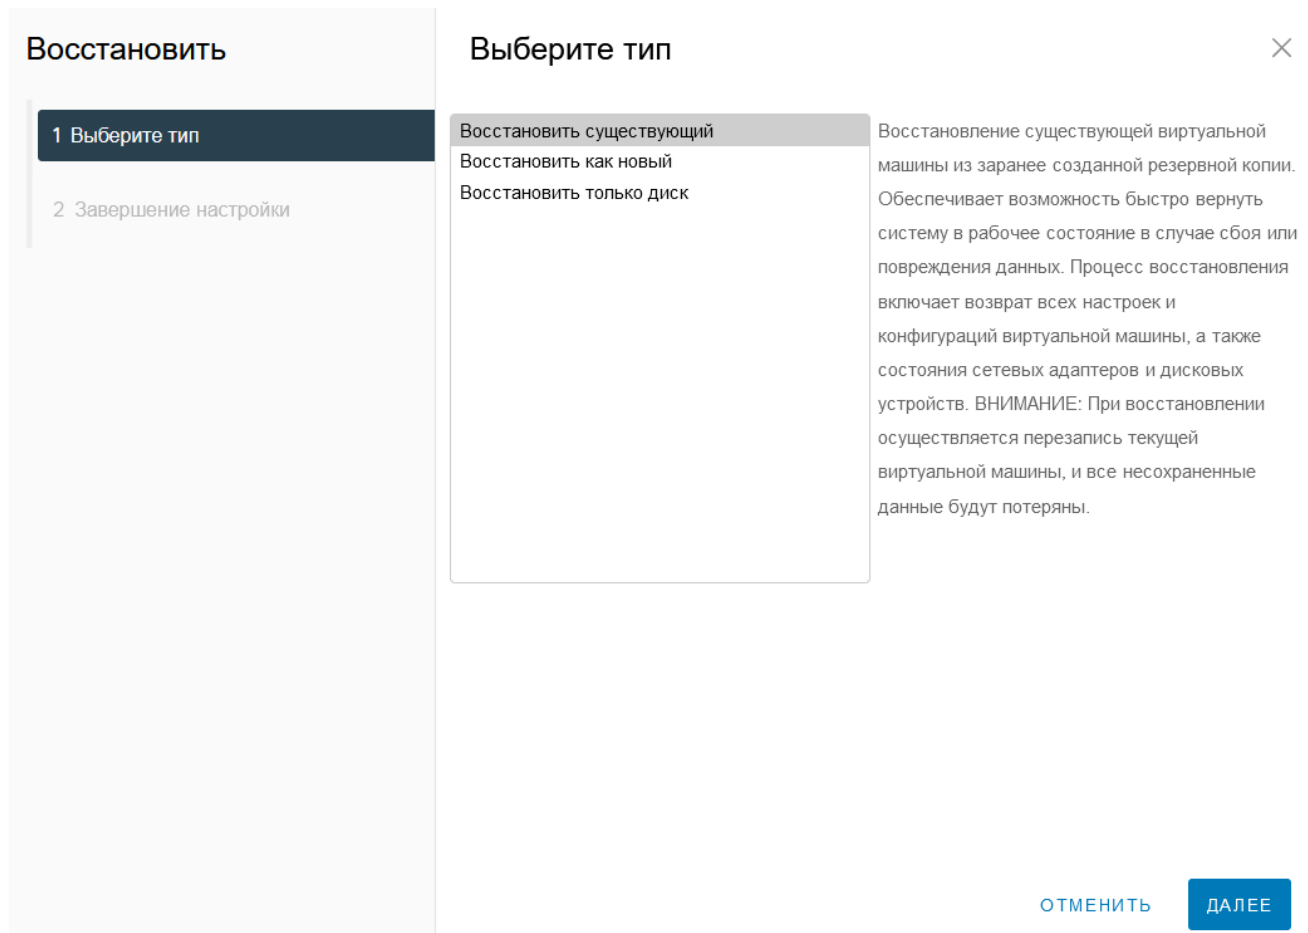 Восстановить
1 Выберите тип
2 Завершение настройки
Выберите тип
Восстановить существующий
Восстановить как новый
Восстановить только диск
Восстановление существующей виртуальной
машины из заранее созданной резервной копии.
Обеспечивает возможность быстро вернуть
систему в рабочее состояние в случае сбоя или
повреждения данных. Процесс восстановления
включает возврат всех настроек и
конфигураций виртуальной машины, а также
состояния сетевых адаптеров и дисковых
устройств. ВНИМАНИЕ: При восстановлении
осуществляется перезапись текущей
виртуальной машины, и все несохраненные
данные будут потеряны.
ОТМЕНИТЬ
ДАЛЕЕ